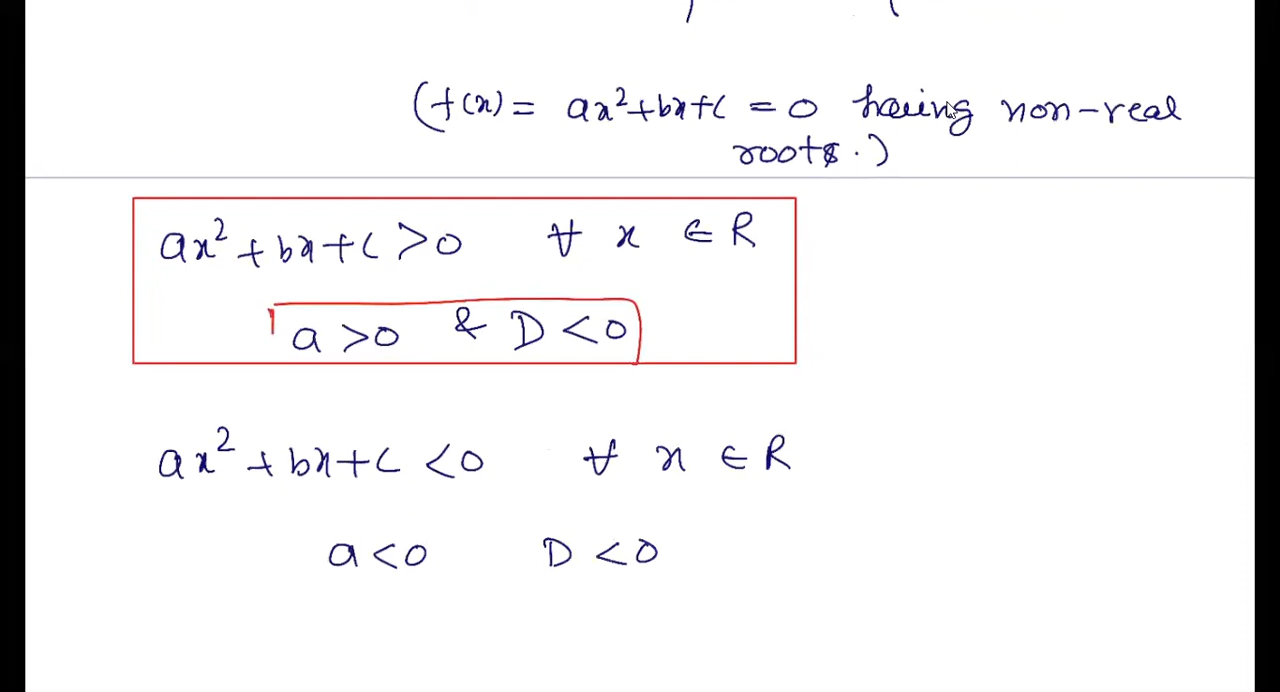 (f(x) = ax²+bx+c = 0 having non-real
roots.)
ax²+bx+c >0 ∀ x ∈ R
a >0 & D <0
ax²+bx+c <0 ∀ x ∈ R
a <0 D <0